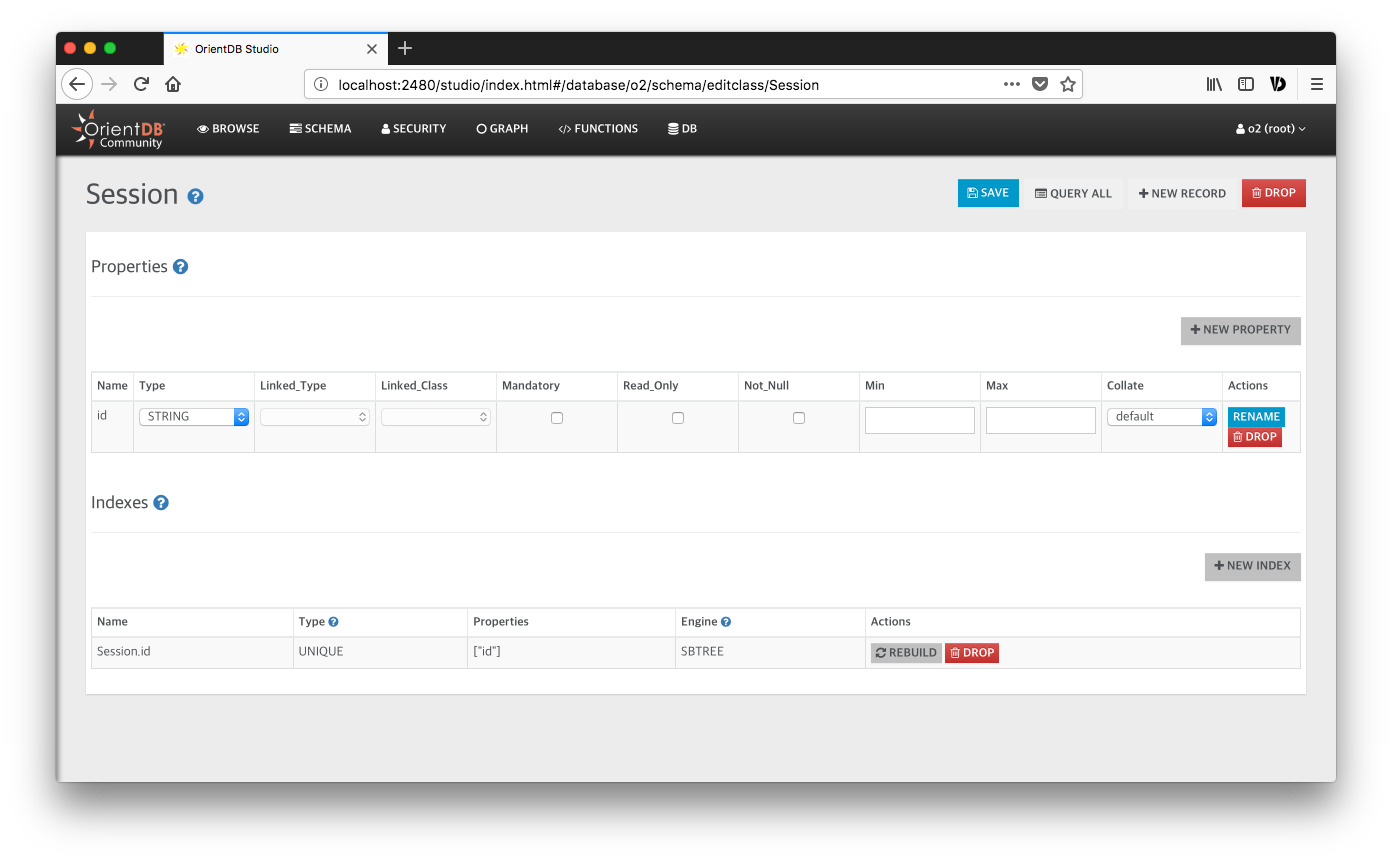 OrientDB Studio
localhost:2480/studio/index.html#/database/o2/schema/editclass/Session
OrientDB
Community
BROWSE SCHEMA SECURITY GRAPH </> FUNCTIONS DB o2 (root)
Session ? SAVE QUERY ALL + NEW RECORD DROP
Properties ?
+ NEW PROPERTY
Name Type Linked_Type Linked_Class Mandatory Read_Only Not_Null Min Max Collate Actions
id STRING default RENAME
DROP
Indexes ?
+ NEW INDEX
Name Type ? Properties Engine ? Actions
Session.id UNIQUE ["id"] SBTREE REBUILD DROP